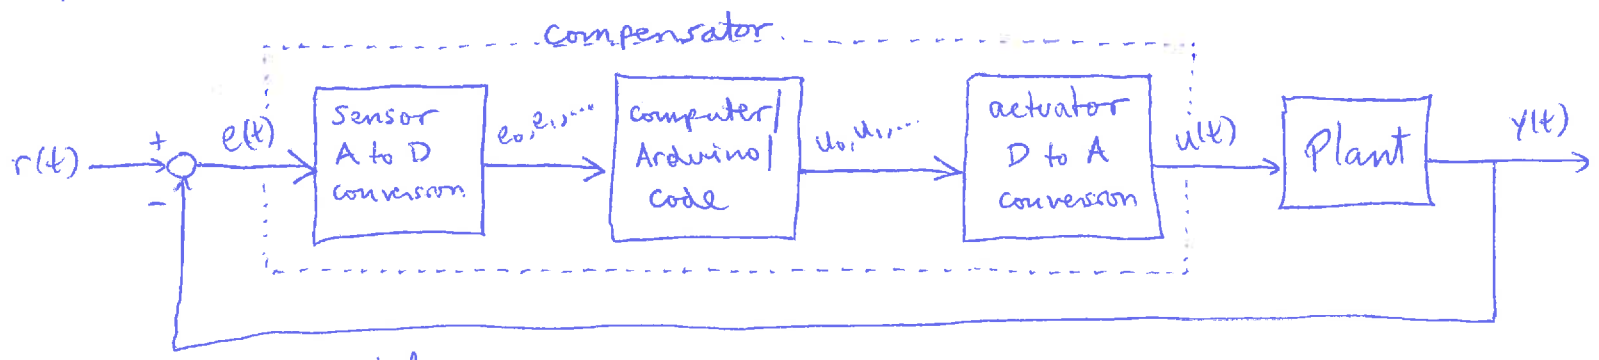 compensator
r(t)
+
-
e(t)
sensor
A to D
conversion
e₀,e₁,...
computer/
Arduino/
code
u₀,u₁,...
actuator
D to A
conversion
u(t)
Plant
y(t)